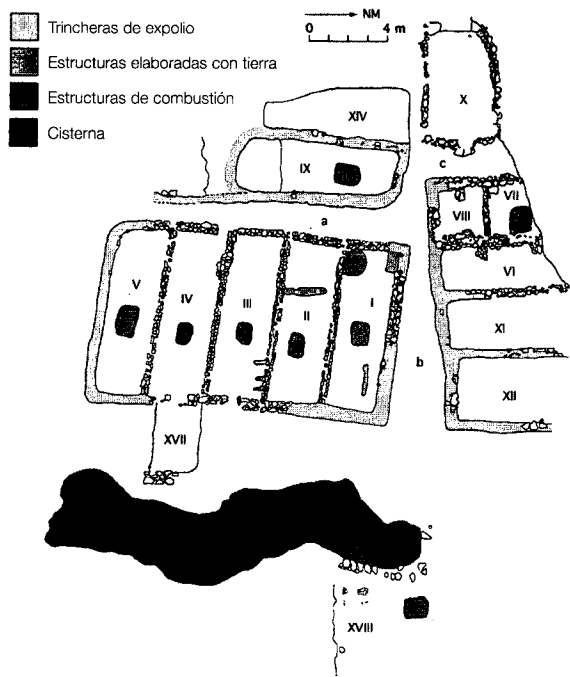 Trincheras de expolio
Estructuras elaboradas con tierra
Estructuras de combustión
Cisterna
NM
0 4 m
XIV
X
IX
c
VII
VIII
a
VI
V
IV
III
II
I
XI
b
XII
XVII
XVIII